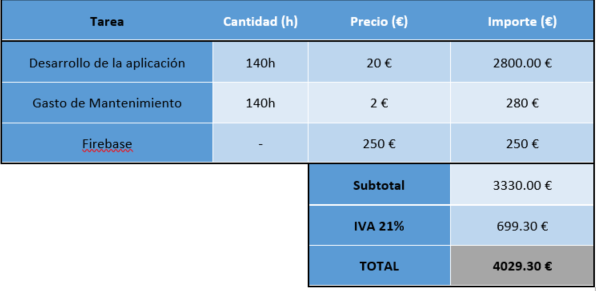 Tarea Cantidad (h) Precio (€) Importe (€)
Desarrollo de la aplicación 140h 20 € 2800.00 €
Gasto de Mantenimiento 140h 2 € 280 €
Firebase - 250 € 250 €
Subtotal 3330.00 €
IVA 21% 699.30 €
TOTAL 4029.30 €